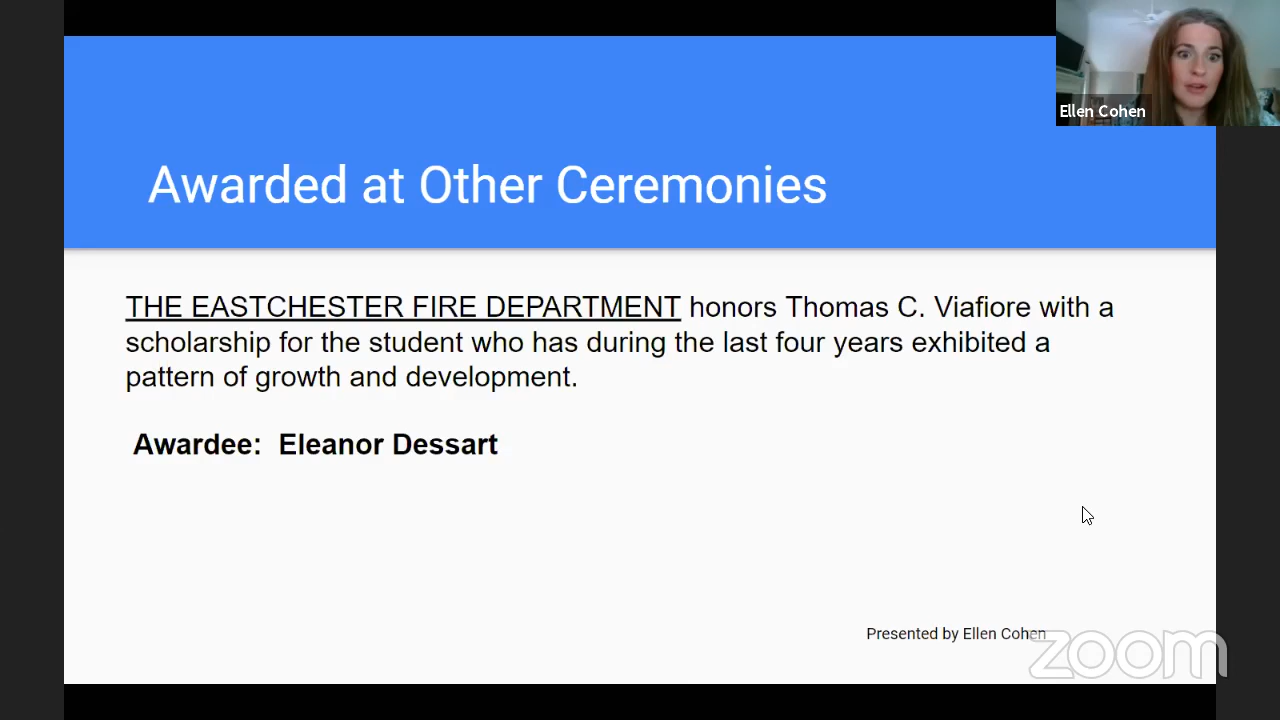 Ellen Cohen
Awarded at Other Ceremonies
THE EASTCHESTER FIRE DEPARTMENT honors Thomas C. Viafiore with a
scholarship for the student who has during the last four years exhibited a
pattern of growth and development.
Awardee:  Eleanor Dessart
Presented by Ellen Cohen
zoom